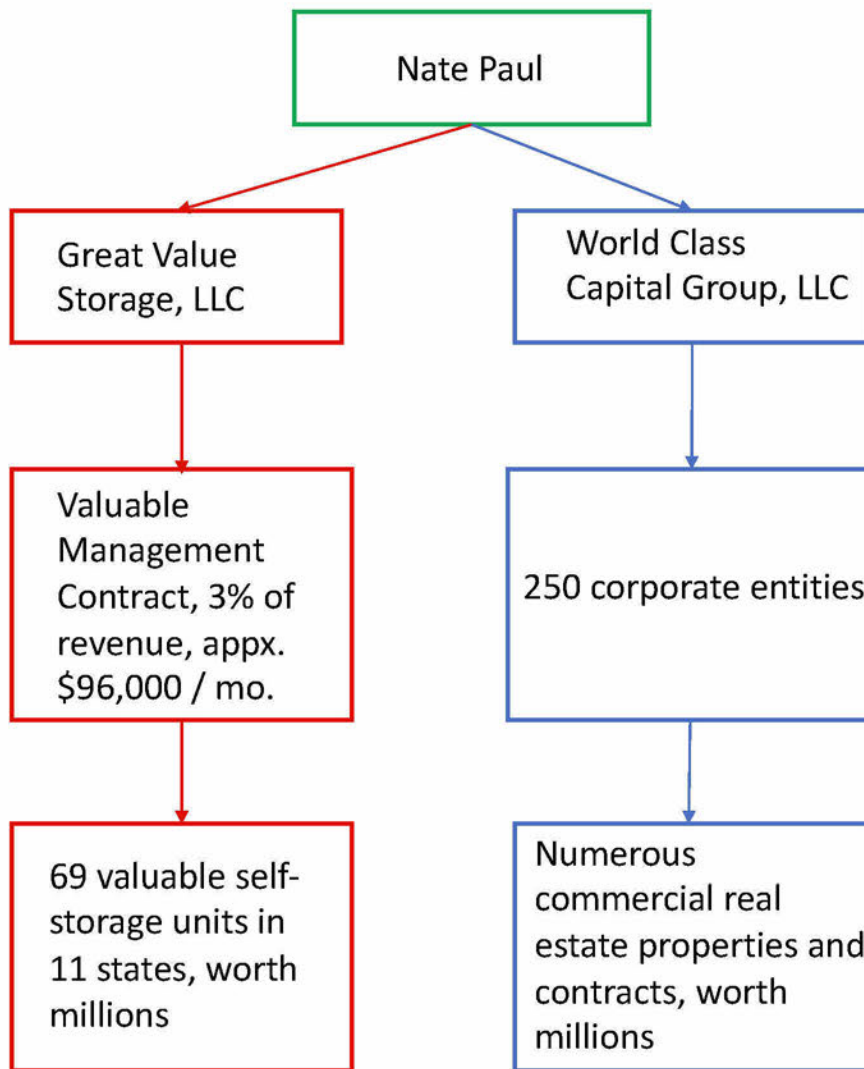 Nate Paul
Great Value
Storage, LLC
World Class
Capital Group, LLC
Valuable
Management
Contract, 3% of
revenue, appx.
$96,000 / mo.
250 corporate entities
69 valuable self-
storage units in
11 states, worth
millions
Numerous
commercial real
estate properties and
contracts, worth
millions